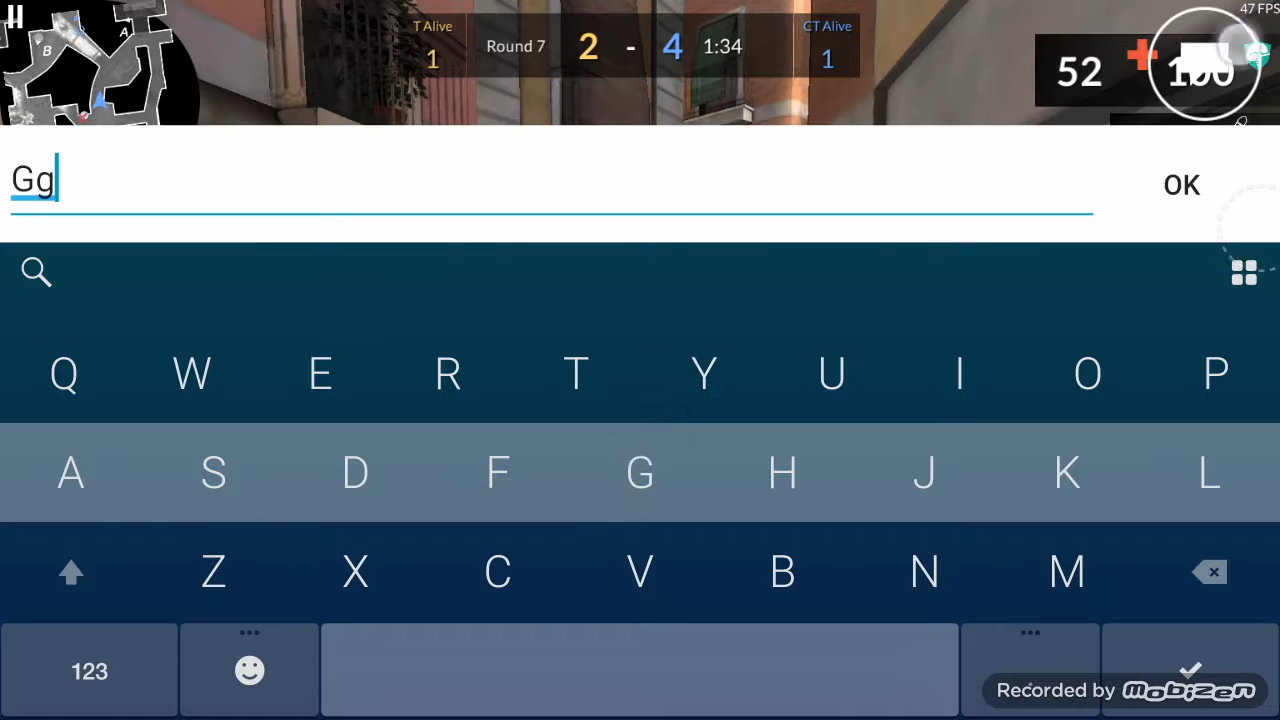 47 FPS
A
B
T Alive
1
Round 7
2 - 4
1:34
CT Alive
1
52
100
Gg
OK
Q W E R T Y U I O P
A S D F G H J K L
Z X C V B N M
123
.
Recorded by MOBIZEN